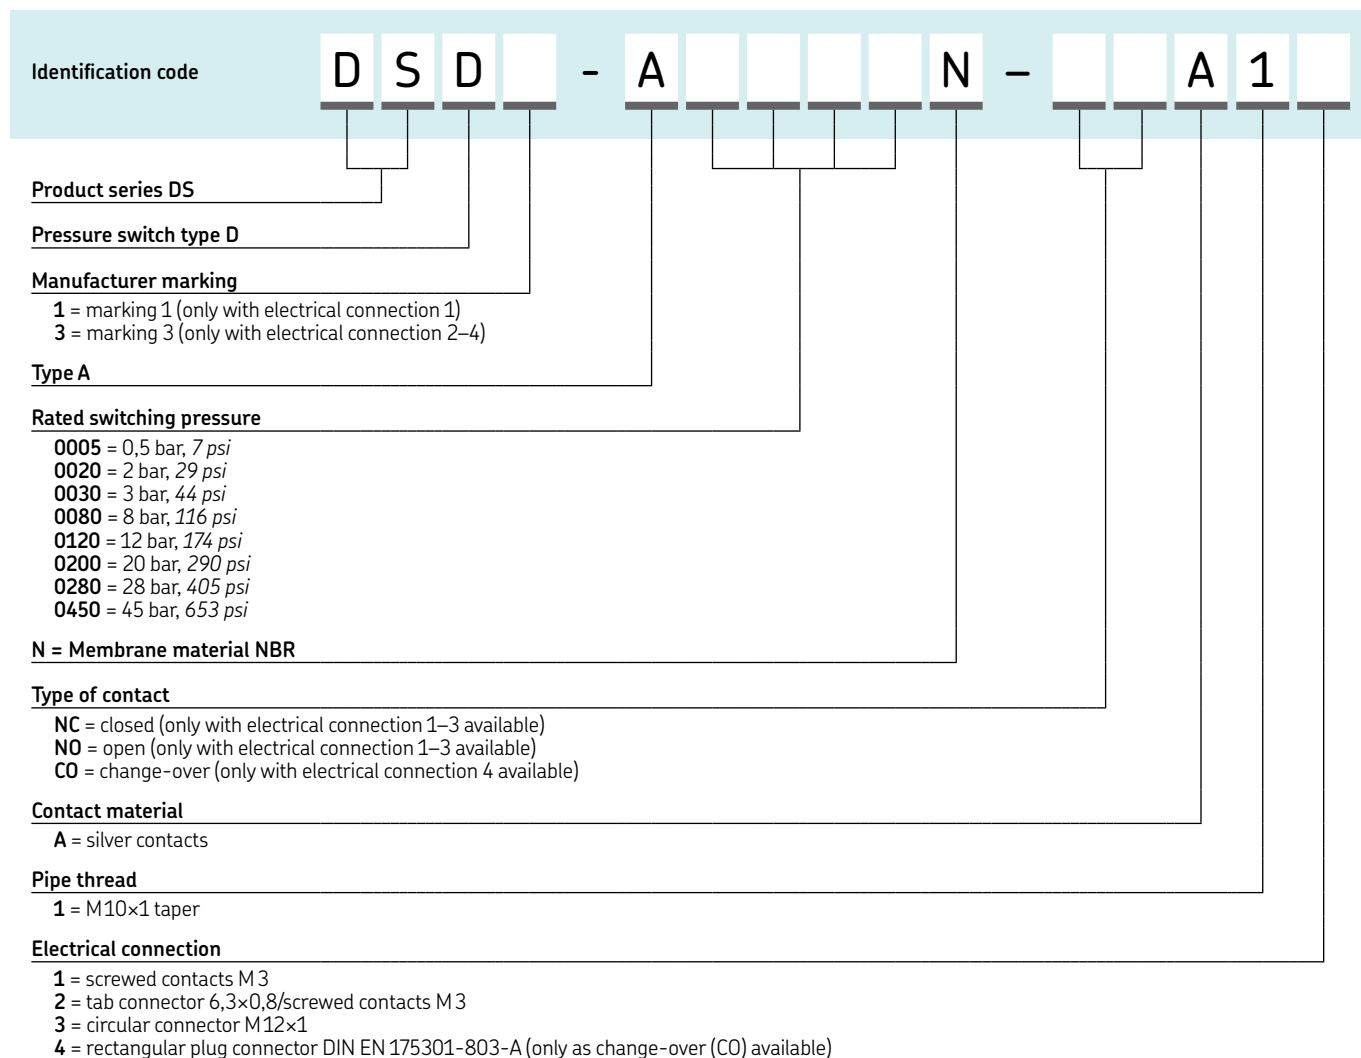 Identification code D S D - A N – A 1
Product series DS
Pressure switch type D
Manufacturer marking
1 = marking 1 (only with electrical connection 1)
3 = marking 3 (only with electrical connection 2–4)
Type A
Rated switching pressure
0005 = 0,5 bar, 7 psi
0020 = 2 bar, 29 psi
0030 = 3 bar, 44 psi
0080 = 8 bar, 116 psi
0120 = 12 bar, 174 psi
0200 = 20 bar, 290 psi
0280 = 28 bar, 405 psi
0450 = 45 bar, 653 psi
N = Membrane material NBR
Type of contact
NC = closed (only with electrical connection 1–3 available)
NO = open (only with electrical connection 1–3 available)
CO = change-over (only with electrical connection 4 available)
Contact material
A = silver contacts
Pipe thread
1 = M10×1 taper
Electrical connection
1 = screwed contacts M3
2 = tab connector 6,3×0,8/screwed contacts M3
3 = circular connector M12×1
4 = rectangular plug connector DIN EN 175301-803-A (only as change-over (CO) available)